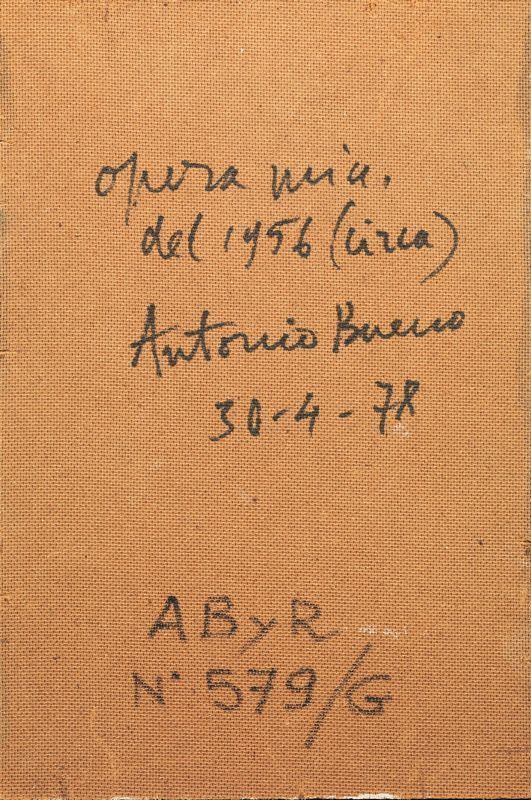 opera mia.
del 1956 (circa)
Antonio Bueno
30-4-78
AByR
N° 579/G